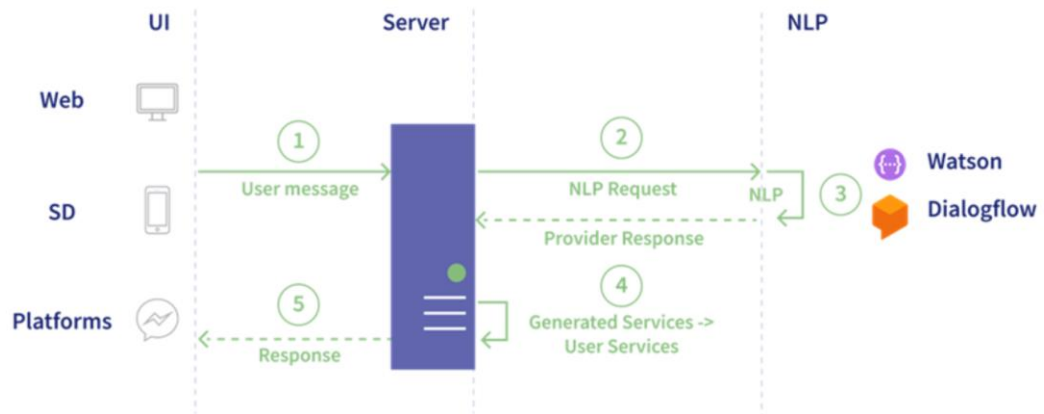 UI
Server
NLP
Web
1
2
Watson
User message
NLP Request
NLP
3
SD
Dialogflow
Provider Response
4
5
Platforms
Generated Services ->
User Services
Response